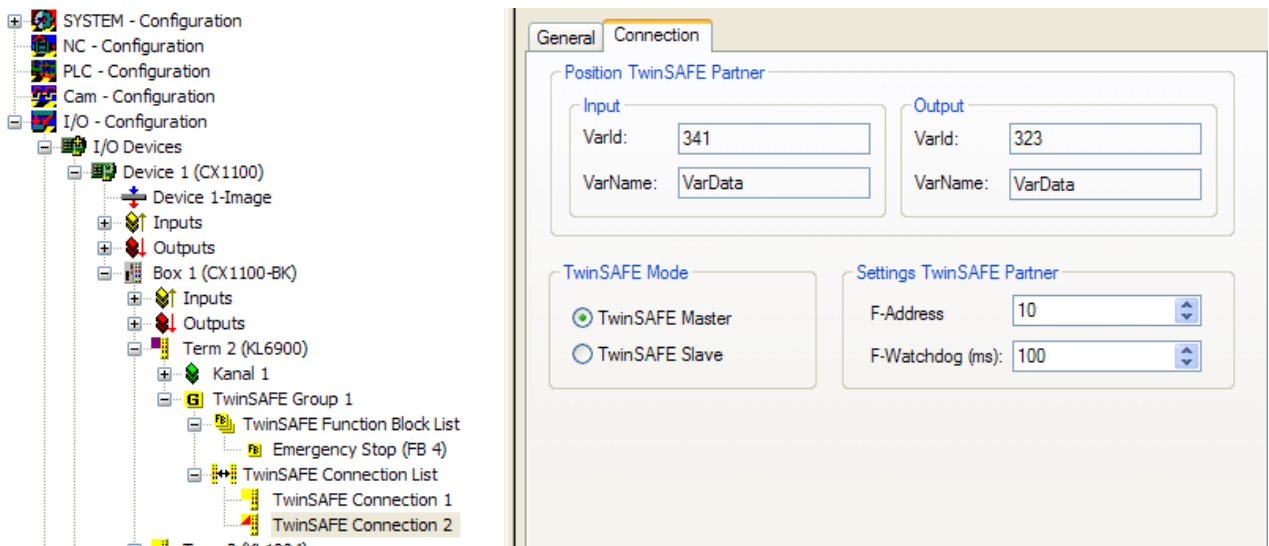 SYSTEM - Configuration
NC - Configuration
PLC - Configuration
Cam - Configuration
I/O - Configuration
I/O Devices
Device 1 (CX1100)
Device 1-Image
Inputs
Outputs
Box 1 (CX1100-BK)
Inputs
Outputs
Term 2 (KL6900)
Kanal 1
G TwinSAFE Group 1
FB TwinSAFE Function Block List
FB Emergency Stop (FB 4)
TwinSAFE Connection List
TwinSAFE Connection 1
TwinSAFE Connection 2
General Connection
Position TwinSAFE Partner
Input Output
VarId: 341 VarId: 323
VarName: VarData VarName: VarData
TwinSAFE Mode Settings TwinSAFE Partner
TwinSAFE Master F-Address 10
TwinSAFE Slave F-Watchdog (ms): 100